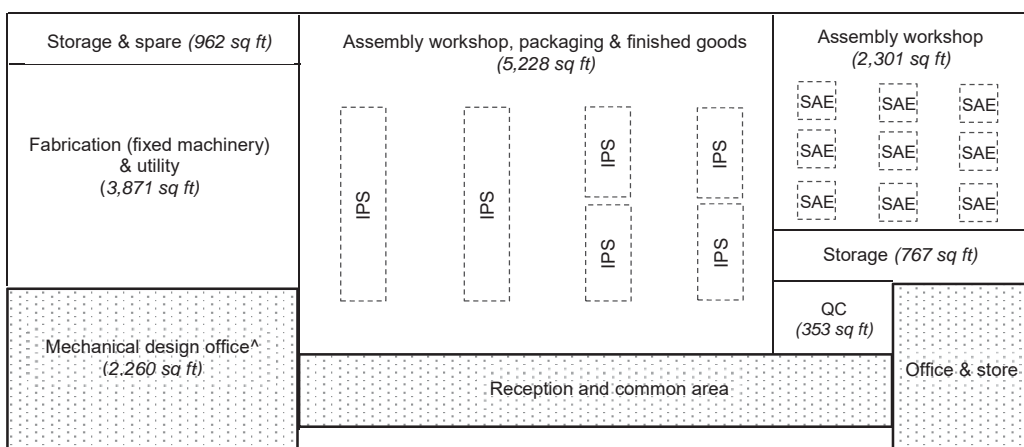 Storage & spare (962 sq ft)
Assembly workshop, packaging & finished goods
(5,228 sq ft)
Assembly workshop
(2,301 sq ft)
SAE SAE SAE
SAE SAE SAE
SAE SAE SAE
Fabrication (fixed machinery)
& utility
(3,871 sq ft)
IPS
IPS
IPS
IPS
IPS
IPS
Storage (767 sq ft)
QC
(353 sq ft)
Mechanical design office^
(2,260 sq ft)
Reception and common area
Office & store